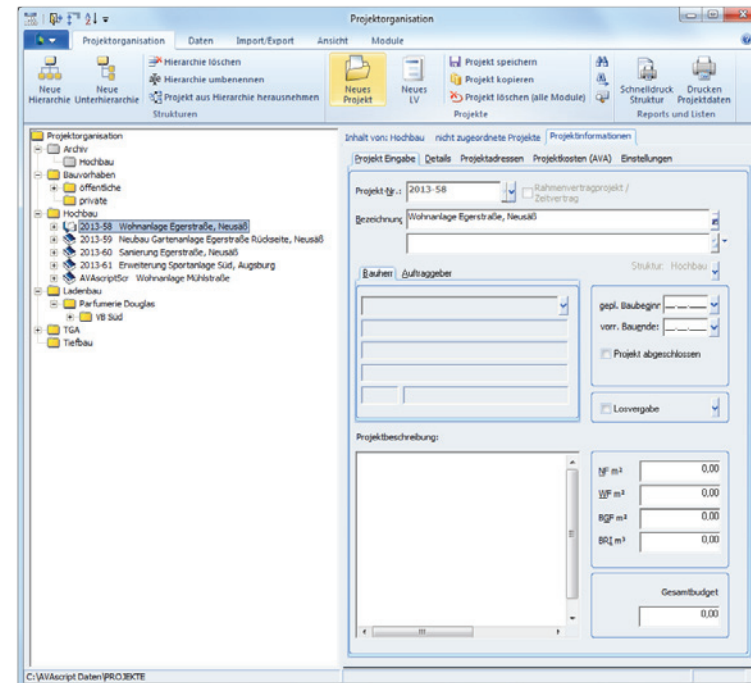 Projektorganisation
Projektorganisation Daten Import/Export Ansicht Module
Neue Hierarchie
Neue Unterhierarchie
Hierarchie löschen
Hierarchie umbenennen
Projekt aus Hierarchie herausnehmen
Strukturen
Neues Projekt
Neues LV
Projekt speichern
Projekt kopieren
Projekt löschen (alle Module)
Projekte
Schnelldruck Struktur
Drucken Projektdaten
Reports und Listen
Projektorganisation
Archiv
Hochbau
Bauvorhaben
öffentliche
private
Hochbau
2013-58 Wohnanlage Egerstraße, Neusäß
2013-59 Neubau Gartenanlage Egerstraße Rückseite, Neusäß
2013-60 Sanierung Egerstraße, Neusäß
2013-61 Erweiterung Sportanlage Süd, Augsburg
AVAscriptScr Wohnanlage Mühlstraße
Ladenbau
Parfumerie Douglas
VB Süd
TGA
Tiefbau
Inhalt von: Hochbau nicht zugeordnete Projekte Projektinformationen
Projekt Eingabe Details Projektadressen Projektkosten (AVA) Einstellungen
Projekt-Nr.: 2013-58
Rahmenvertragprojekt /
Zeitvertrag
Bezeichnung Wohnanlage Egerstraße, Neusäß
Struktur: Hochbau
Bauherr Auftraggeber
gepl. Baubeginn
vorr. Bauende:
Projekt abgeschlossen
Losvergabe
Projektbeschreibung:
NF m² 0,00
WF m² 0,00
BGF m² 0,00
BRI m³ 0,00
Gesamtbudget
0,00
C:\AVAscript Daten\PROJEKTE